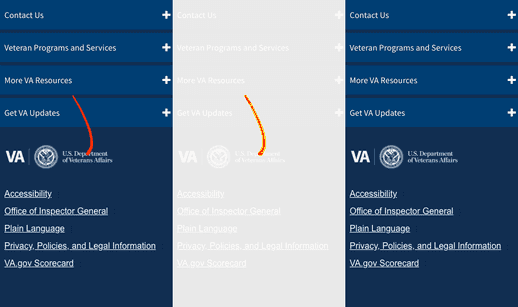 Contact Us
Veteran Programs and Services
More VA Resources
Get VA Updates
VA
U.S. Department
of Veterans Affairs
Accessibility
Office of Inspector General
Plain Language
Privacy, Policies, and Legal Information
VA.gov Scorecard
Contact Us
Veteran Programs and Services
More VA Resources
Get VA Updates
VA
U.S. Department
of Veterans Affairs
Accessibility
Office of Inspector General
Plain Language
Privacy, Policies, and Legal Information
VA.gov Scorecard
Contact Us
Veteran Programs and Services
More VA Resources
Get VA Updates
VA
U.S. Department
of Veterans Affairs
Accessibility
Office of Inspector General
Plain Language
Privacy, Policies, and Legal Information
VA.gov Scorecard